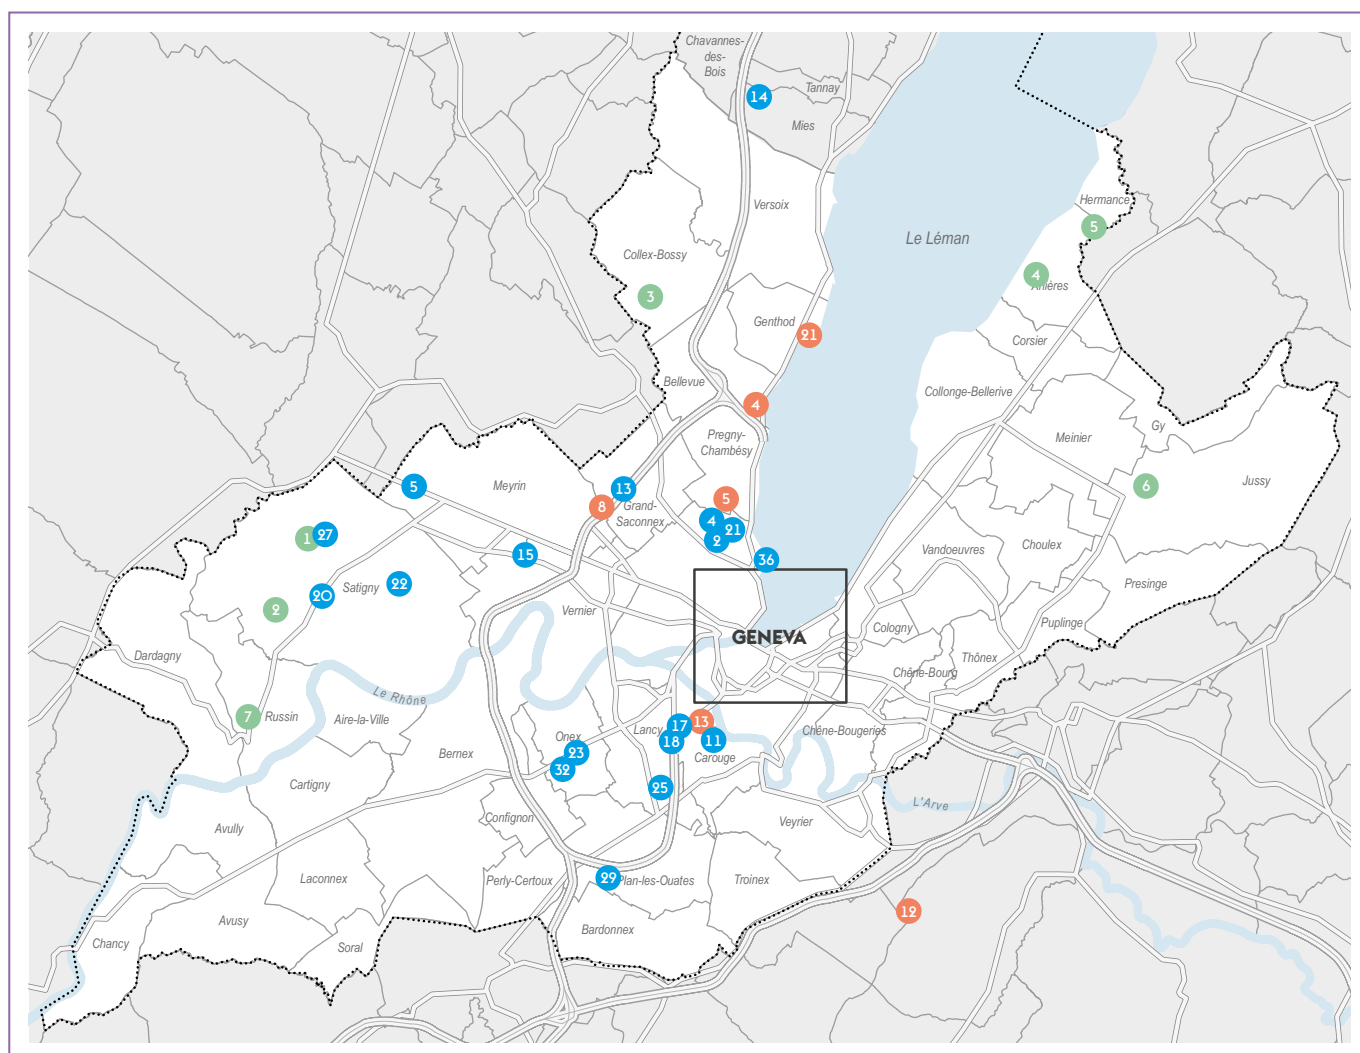 Chavannes-
des-
Bois
Tannay
14
Mies
Versoix
Hermance
5
Le Léman
Collex-Bossy
4
Anières
3
Genthod
21
Corsier
Bellevue
Collonge-Bellerive
4
Pregny-
Chambésy
Meinier
Gy
Jussy
Meyrin
5
13
8
Grand-
Saconnex
5
6
4
21
2
1
27
15
36
Vandoeuvres
Choulex
Presinge
Satigny
22
20
2
Vernier
GENEVA
Cologny
Puplinge
Thônex
Chêne-Bourg
Dardagny
Le Rhône
7
Russin
Aire-la-Ville
Bernex
Onex
Lancy
17
13
18
11
Carouge
Chêne-Bougeries
23
32
25
Cartigny
L'Arve
Confignon
Veyrier
Avully
Laconnex
Perly-Certoux
29
Plan-les-Ouates
Troinex
12
Avusy
Bardonnex
Chancy
Soral